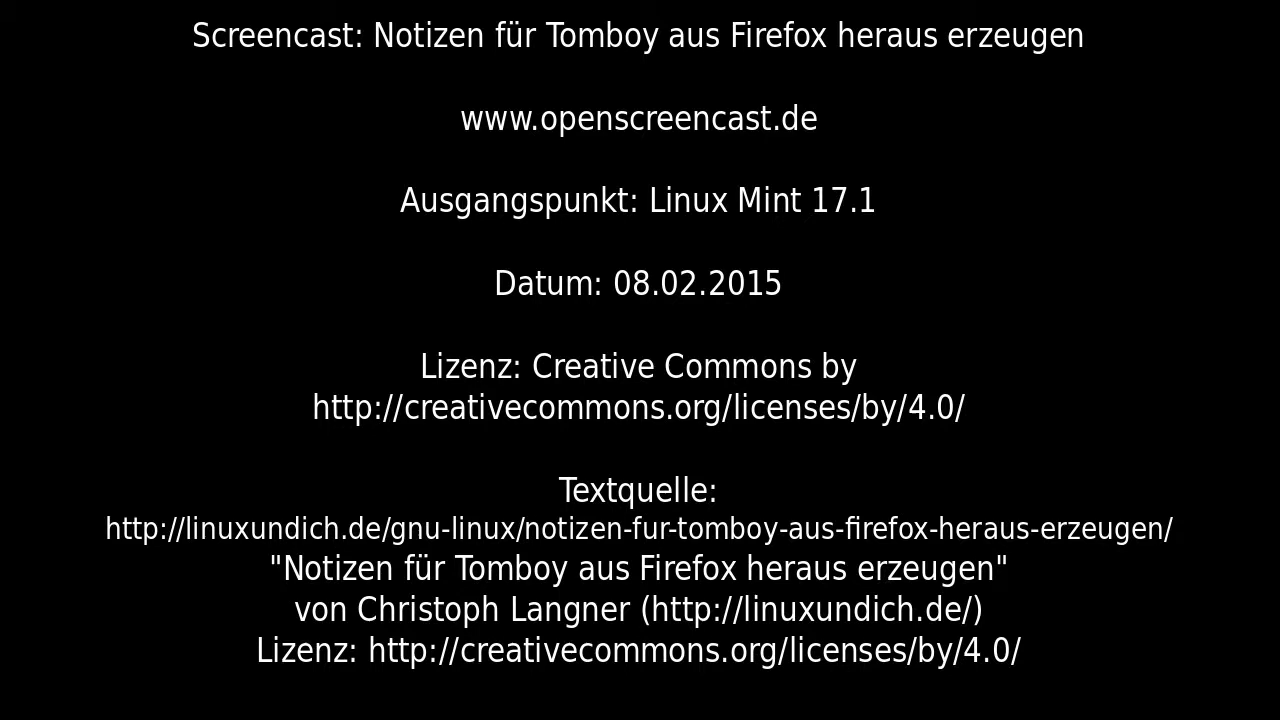 Screencast: Notizen für Tomboy aus Firefox heraus erzeugen
www.openscreencast.de
Ausgangspunkt: Linux Mint 17.1
Datum: 08.02.2015
Lizenz: Creative Commons by
http://creativecommons.org/licenses/by/4.0/
Textquelle:
http://linuxundich.de/gnu-linux/notizen-fur-tomboy-aus-firefox-heraus-erzeugen/
"Notizen für Tomboy aus Firefox heraus erzeugen"
von Christoph Langner (http://linuxundich.de/)
Lizenz: http://creativecommons.org/licenses/by/4.0/